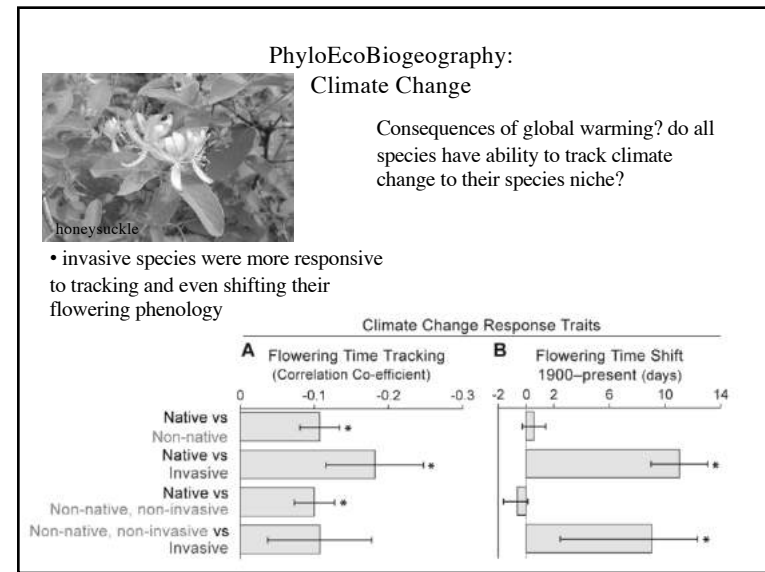 PhyloEcoBiogeography:
Climate Change
Consequences of global warming? do all
species have ability to track climate
change to their species niche?
honeysuckle
• invasive species were more responsive
to tracking and even shifting their
flowering phenology
Climate Change Response Traits
A Flowering Time Tracking
(Correlation Co-efficient)
B Flowering Time Shift
1900–present (days)
0 -0.1 -0.2 -0.3
-2 0 2 6 10 14
Native vs
Non-native
*
Native vs
Invasive
* *
Native vs
Non-native, non-invasive
*
Non-native, non-invasive vs
Invasive
*